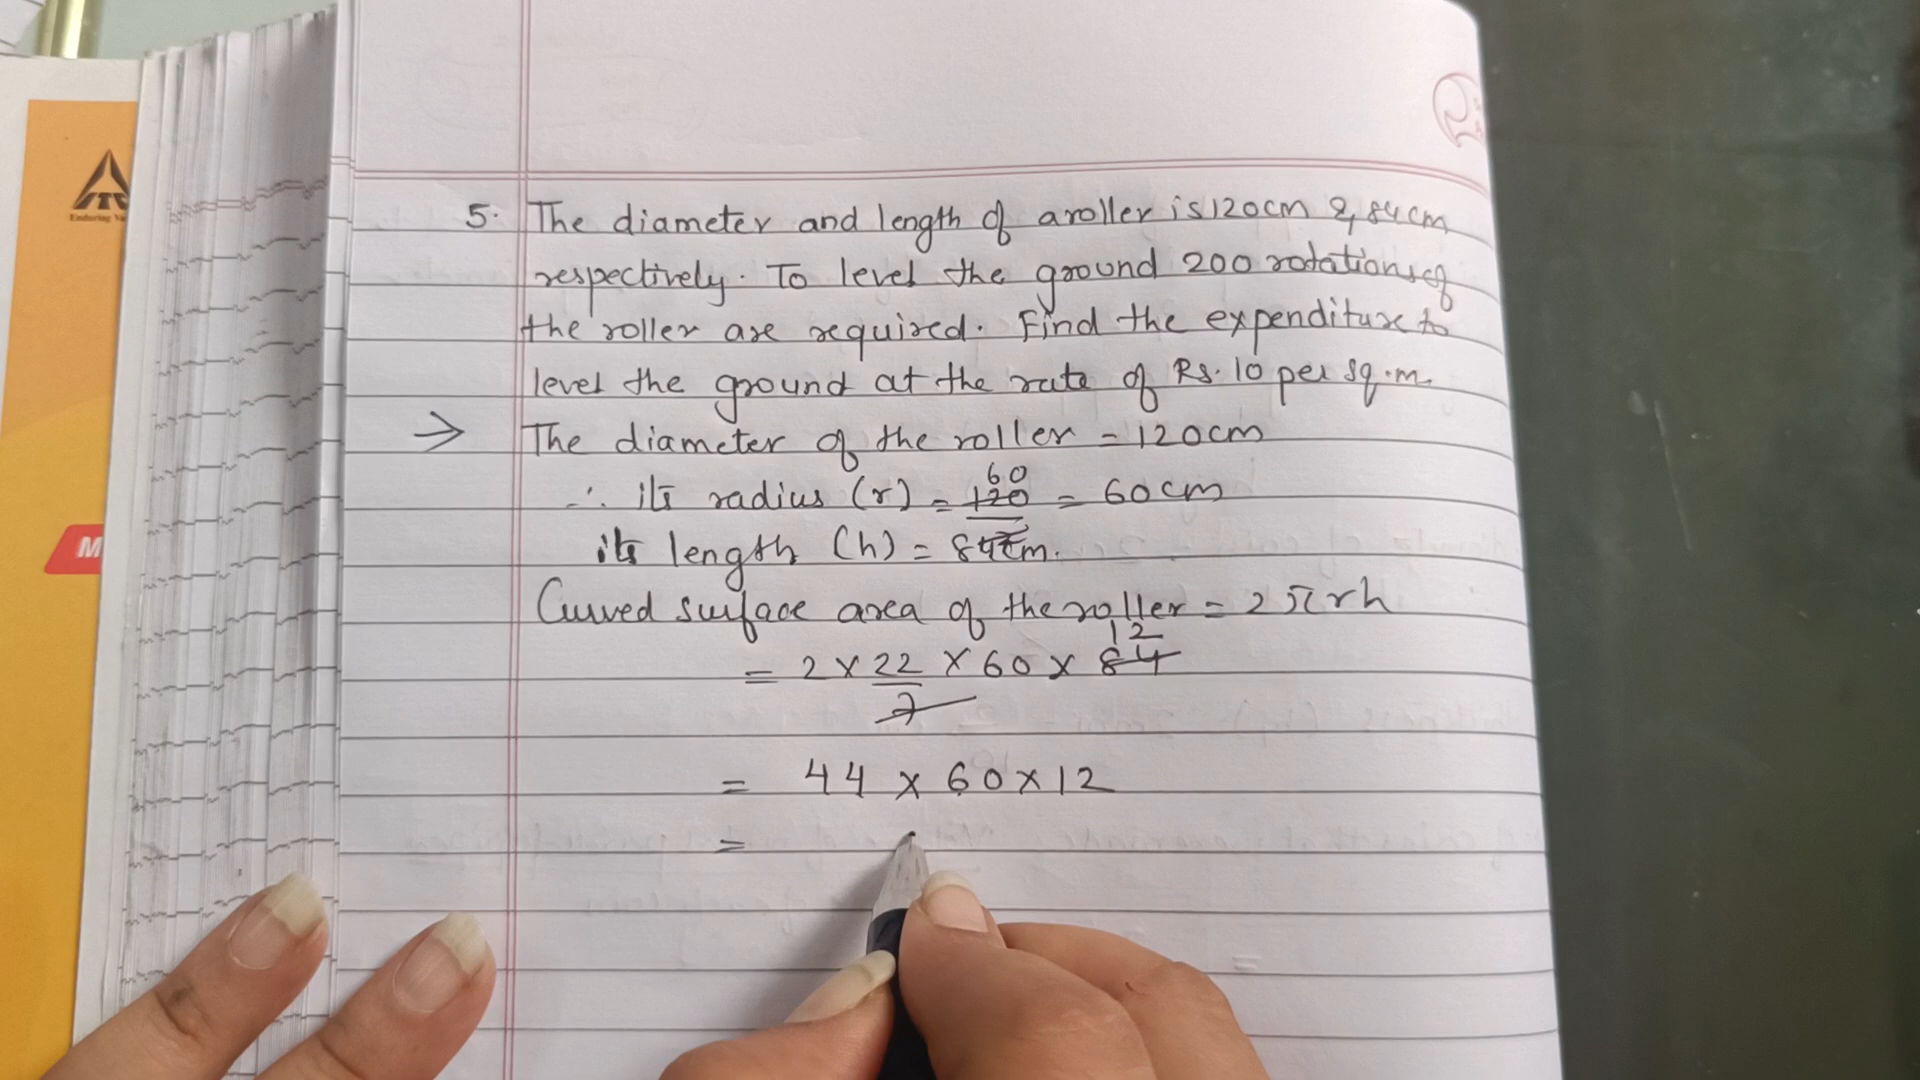 ITC
M
5. The diameter and length of a roller is 120cm & 84cm
respectively. To level the ground 200 rotations of
the roller are required. Find the expenditure to
level the ground at the rate of Rs. 10 per sq.m.
⇒ The diameter of the roller = 120cm
∴ its radius (r) = 120/2 = 60cm
60
its length (h) = 84cm.
Curved surface area of the roller = 2πrh
12
= 2 × 22/7 × 60 × 84
= 44 × 60 × 12
=